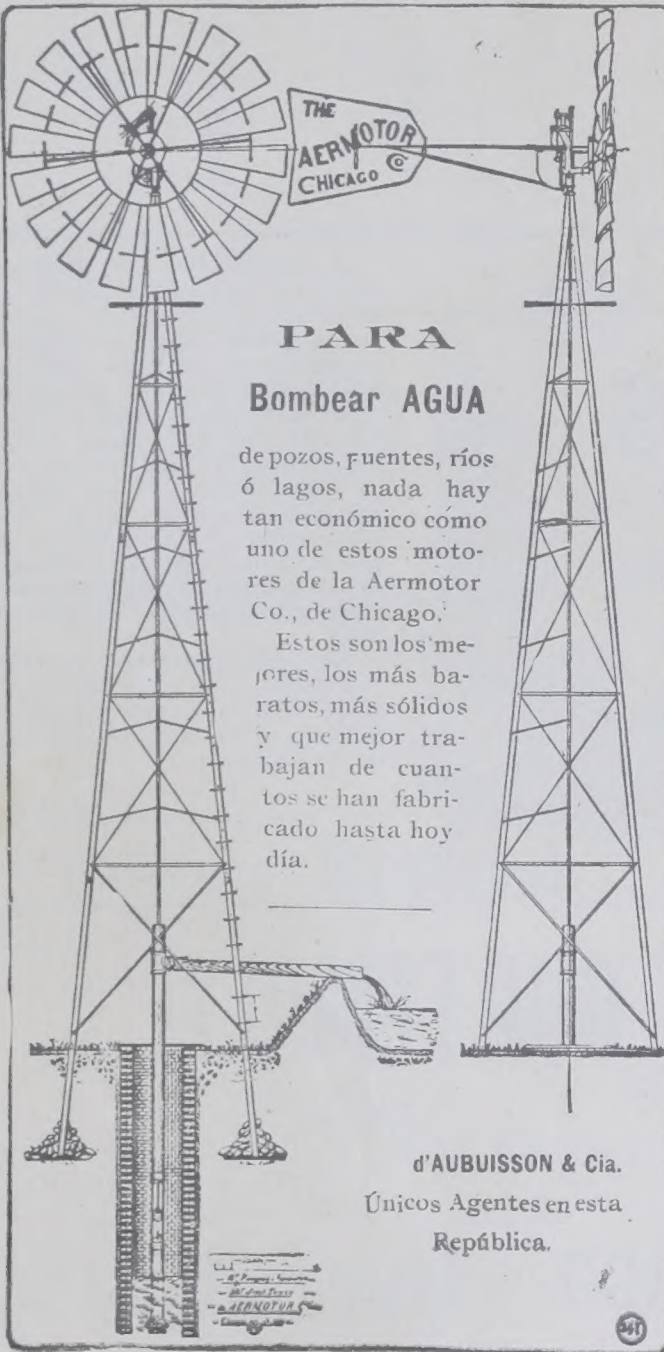 THE
AERMOTOR
Co
CHICAGO
PARA
Bombear AGUA
de pozos, fuentes, ríos
ó lagos, nada hay
tan económico como
uno de estos moto-
res de la Aermotor
Co., de Chicago.
Estos son los me-
jores, los más ba-
ratos, más sólidos
y que mejor tra-
bajan de cuan-
tos se han fabri-
cado hasta hoy
día.
d'AUBUISSON & Cia.
Únicos Agentes en esta
República.
AERMOTOR